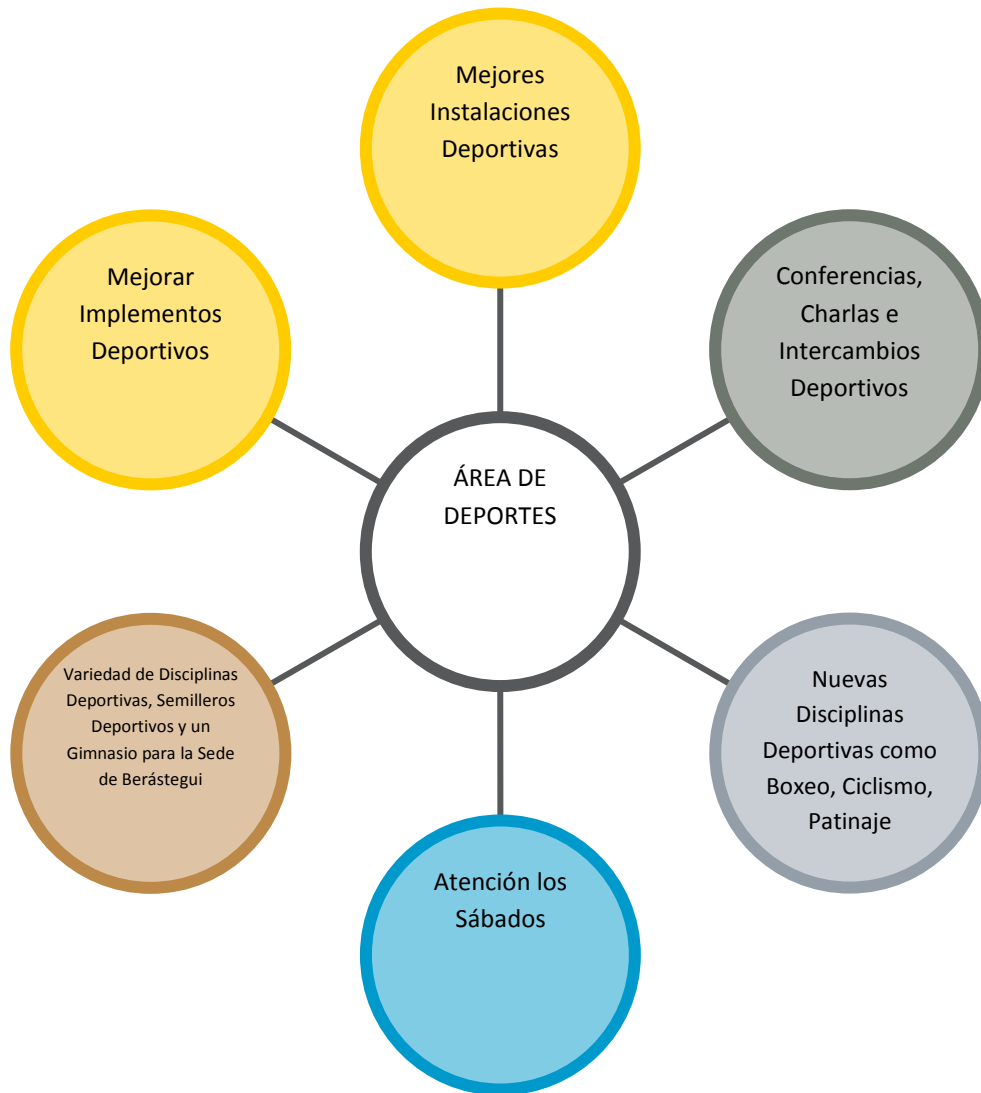 Mejores
Instalaciones
Deportivas
Mejorar
Implementos
Deportivos
Conferencias,
Charlas e
Intercambios
Deportivos
ÁREA DE
DEPORTES
Variedad de Disciplinas
Deportivas, Semilleros
Deportivos y un
Gimnasio para la Sede
de Berástegui
Nuevas
Disciplinas
Deportivas como
Boxeo, Ciclismo,
Patinaje
Atención los
Sábados